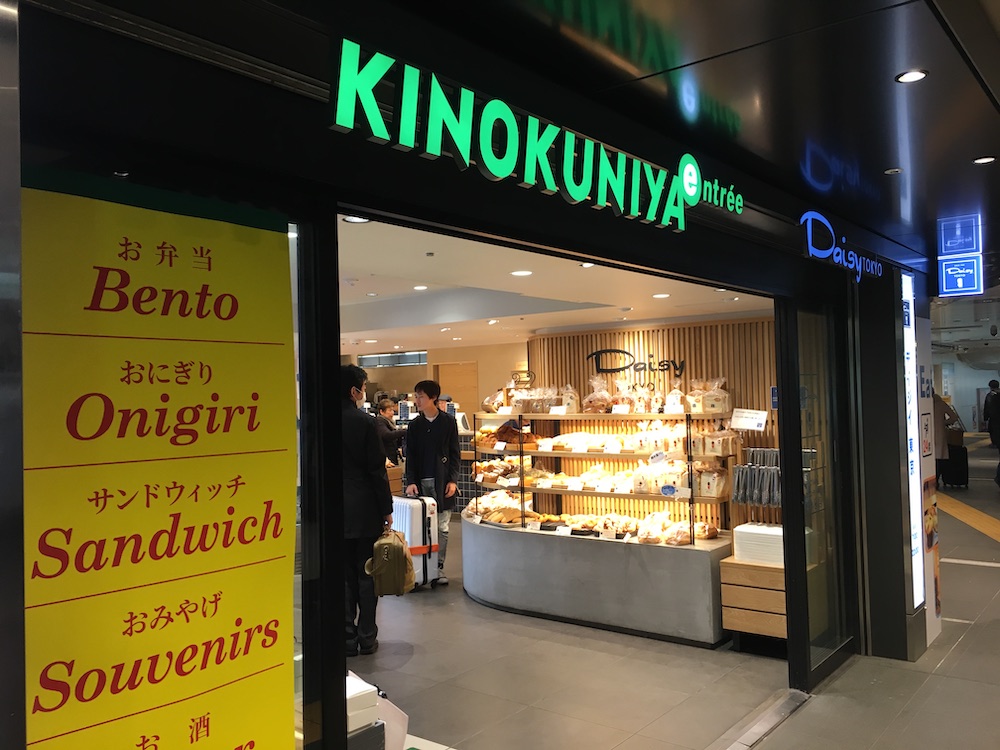 KINOKUNIYA entrée
Daisy TOKYO
お弁当
Bento
おにぎり
Onigiri
サンドウィッチ
Sandwich
おみやげ
Souvenirs
お酒
Daisy
Daisy